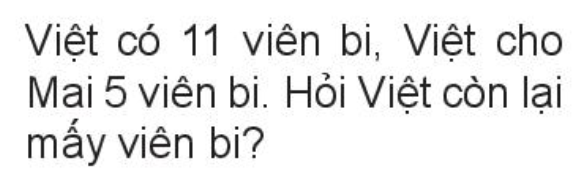 Việt có 11 viên bi, Việt cho
Mai 5 viên bi. Hỏi Việt còn lại
mấy viên bi?